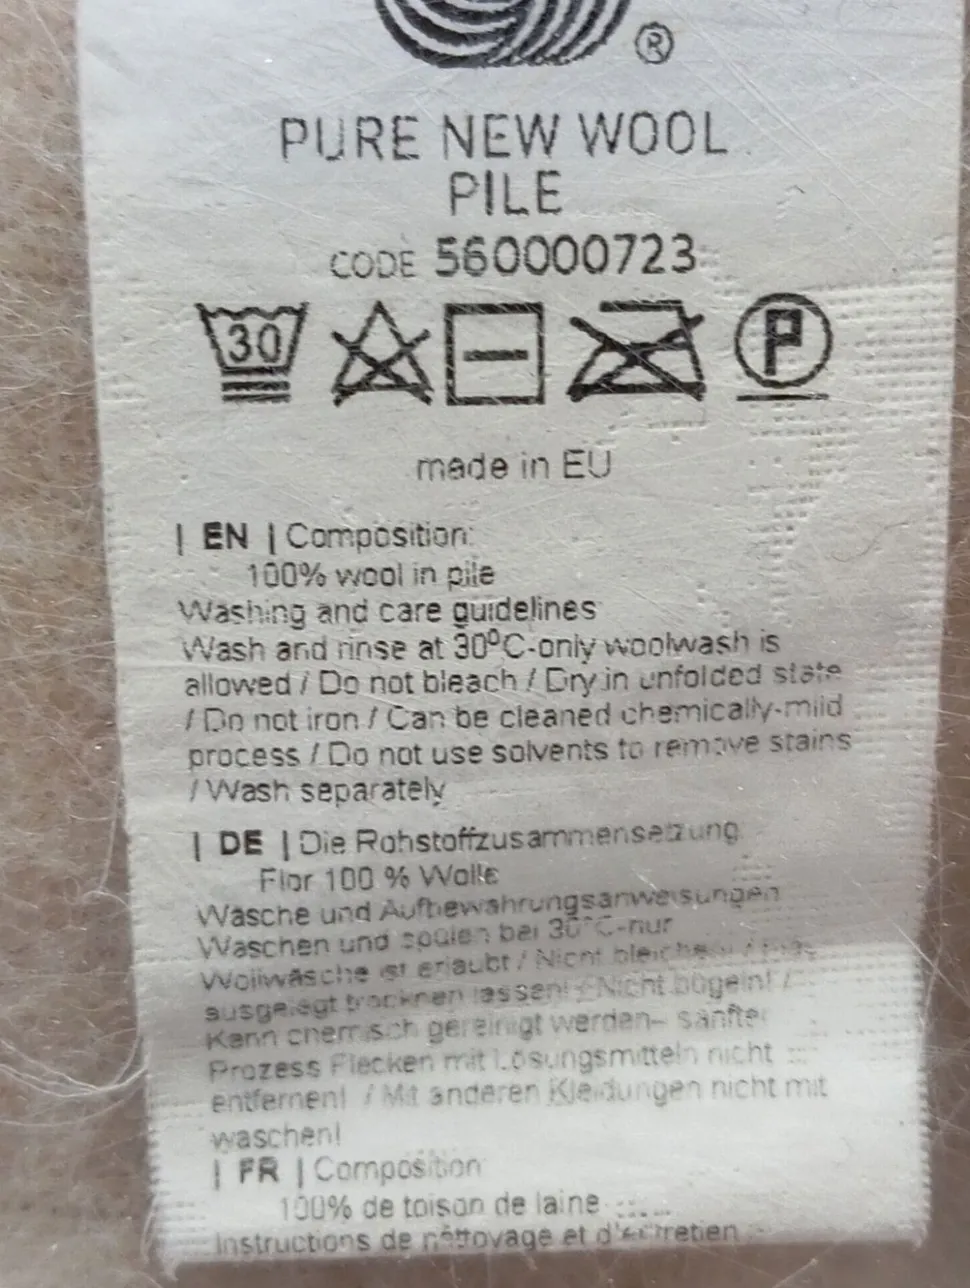 ®
PURE NEW WOOL
PILE
CODE 560000723
30
P
made in EU
| EN | Composition:
100% wool in pile
Washing and care guidelines
Wash and rinse at 30ºC-only woolwash is
allowed / Do not bleach / Dry in unfolded state
/ Do not iron / Can be cleaned chemically-mild
process / Do not use solvents to remove stains
/ Wash separately
| DE | Die Rohstoffzusammensetzung:
Flor 100 % Wolle
Wäsche und Aufbewahrungsanweisungen
Waschen und spülen bei 30°C-nur
Wollwäsche ist erlaubt / Nicht bleichen! /
ausgelegt trocknen lassen! / Nicht bügeln! /
Kann chemisch gereinigt werden- sanfter
Prozess Flecken mit Lösungsmitteln nicht
entfernen! / Mit anderen Kleidungen nicht mit
waschen!
| FR | Composition:
100% de toison de laine
Instructions de nêttoyage et d'entretien